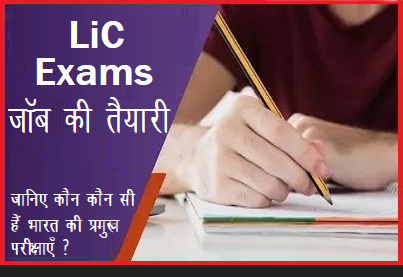 LiC
Exams
जॉब की तैयारी
जानिए कौन कौन सी
हैं भारत की प्रमुख
परीक्षाएँ ?